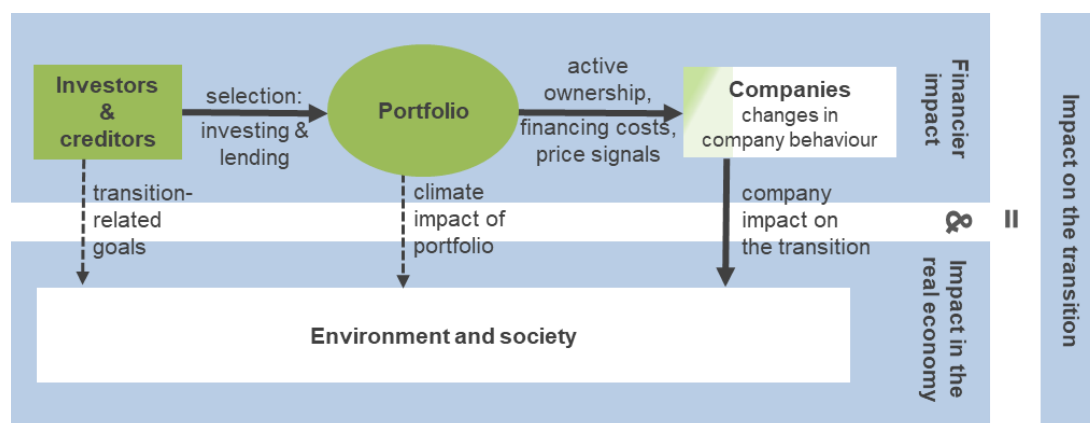 Investors
&
creditors
selection:
investing &
lending
Portfolio
active
ownership,
financing costs,
price signals
Companies
changes in
company behaviour
Financier
impact
transition-
related
goals
climate
impact of
portfolio
company
impact on
the transition
&
=
Impact on the transition
Environment and society
Impact in the
real economy